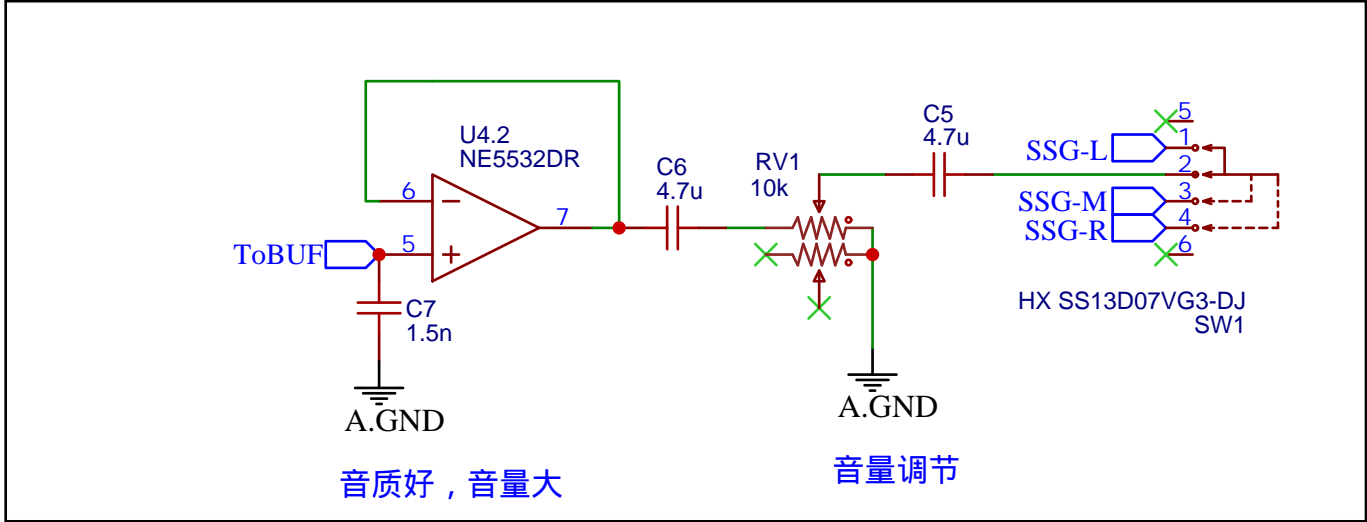 U4.2
NE5532DR
6
7
5
ToBUF
C7
1.5n
A.GND
C6
4.7u
RV1
10k
A.GND
C5
4.7u
5
SSG-L
1
2
SSG-M
3
SSG-R
4
6
HX SS13D07VG3-DJ
SW1
音质好，音量大
音量调节